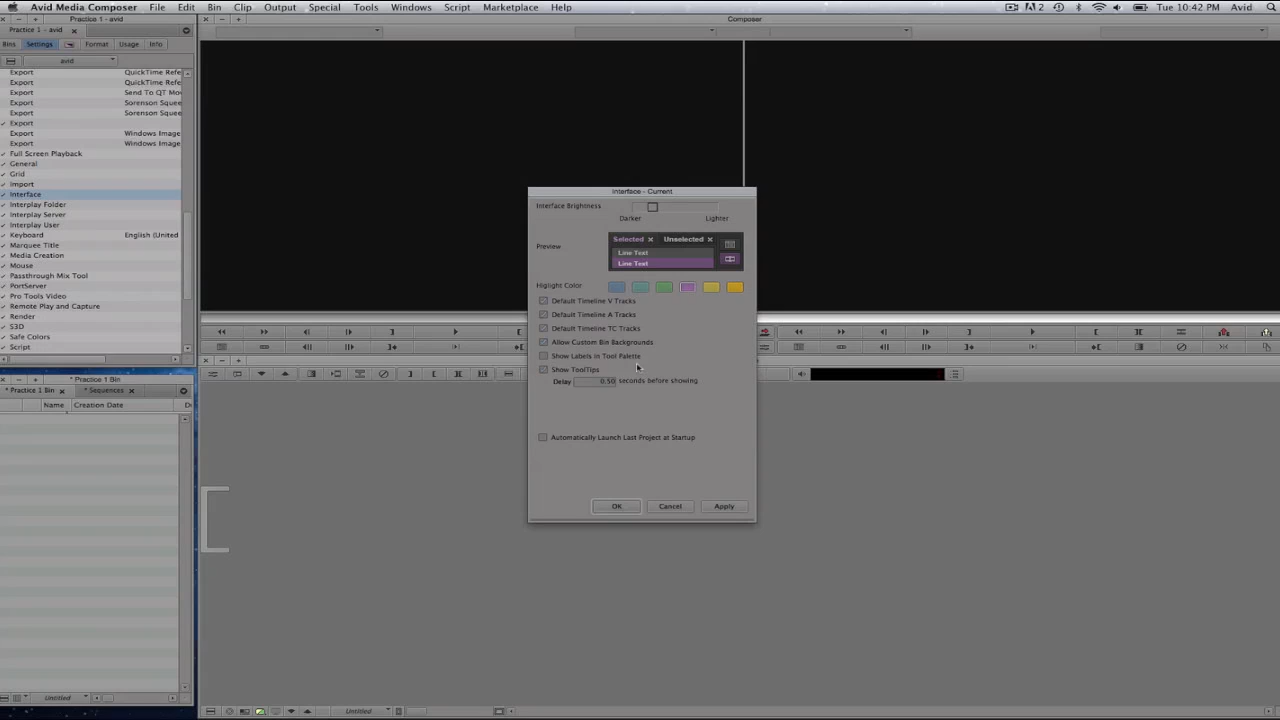 Avid Media Composer File Edit Bin Clip Output Special Tools Windows Script Marketplace Help
2 Tue 10:42 PM Avid
Practice 1 - avid
Composer
Practice 1 - avid
Bins Settings Format Usage Info
avid
Export QuickTime Refe
Export QuickTime Refe
Export Send To QT Mov
Export Sorenson Squee
Export Sorenson Squee
Export
Export Windows Image
Export Windows Image
Full Screen Playback
General
Grid
Import
Interface
Interplay Folder
Interplay Server
Interplay User
Keyboard English (United
Marquee Title
Media Creation
Mouse
Passthrough Mix Tool
PortServer
Pro Tools Video
Remote Play and Capture
Render
S3D
Safe Colors
Script
* Practice 1 Bin
* Practice 1 Bin * Sequences
Name Creation Date
Untitled
Interface - Current
Interface Brightness
Darker Lighter
Preview
Selected Unselected
Line Text
Line Text
Higlight Color
Default Timeline V Tracks
Default Timeline A Tracks
Default Timeline TC Tracks
Allow Custom Bin Backgrounds
Show Labels in Tool Palette
Show ToolTips
Delay 0.50 seconds before showing
Automatically Launch Last Project at Startup
OK Cancel Apply
Untitled